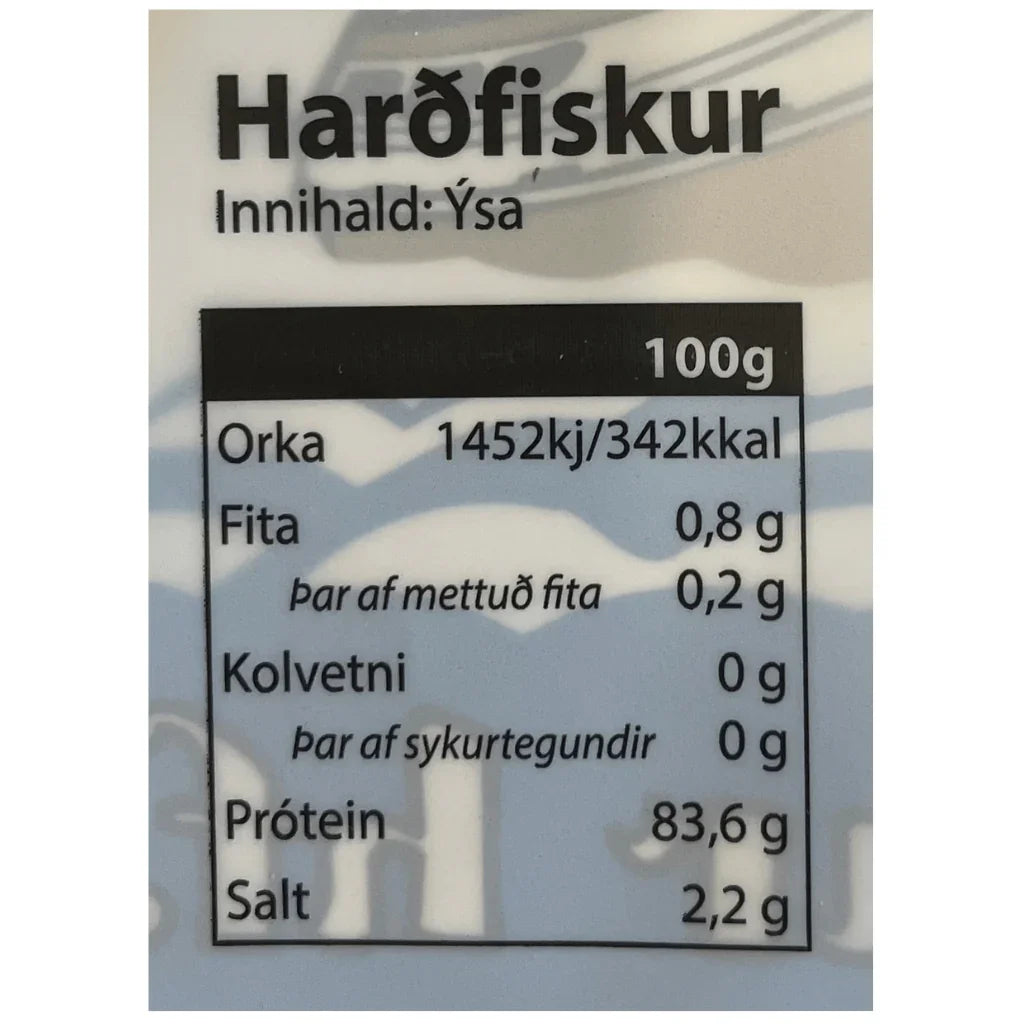 Harðfiskur
Innihald: Ýsa
100g
Orka 1452kj/342kkal
Fita 0,8 g
Þar af mettuð fita 0,2 g
Kolvetni 0 g
Þar af sykurtegundir 0 g
Prótein 83,6 g
Salt 2,2 g